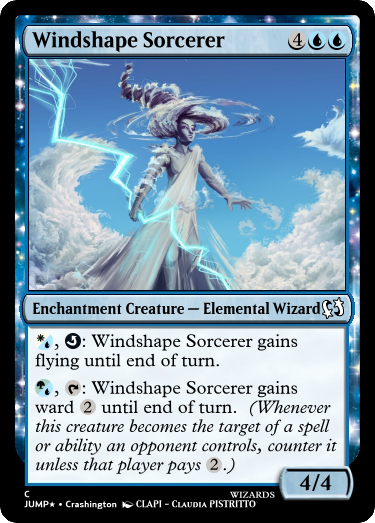 Windshape Sorcerer 4
Enchantment Creature — Elemental Wizard
, : Windshape Sorcerer gains
flying until end of turn.
, : Windshape Sorcerer gains
ward 2 until end of turn. (Whenever
this creature becomes the target of a spell
or ability an opponent controls, counter it
unless that player pays 2.)
4/4
C
WIZARDS
JUMP★ • Crashington CLAPI – Claudia Pistritto